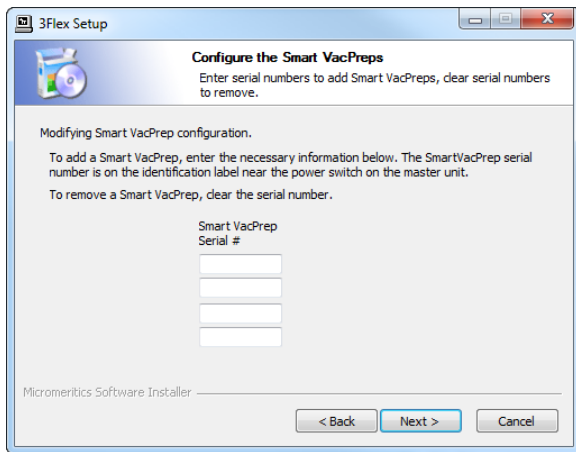 3Flex Setup
Configure the Smart VacPreps
Enter serial numbers to add Smart VacPreps, clear serial numbers
to remove.
Modifying Smart VacPrep configuration.
To add a Smart VacPrep, enter the necessary information below. The SmartVacPrep serial
number is on the identification label near the power switch on the master unit.
To remove a Smart VacPrep, clear the serial number.
Smart VacPrep
Serial #
Micromeritics Software Installer
< Back Next > Cancel